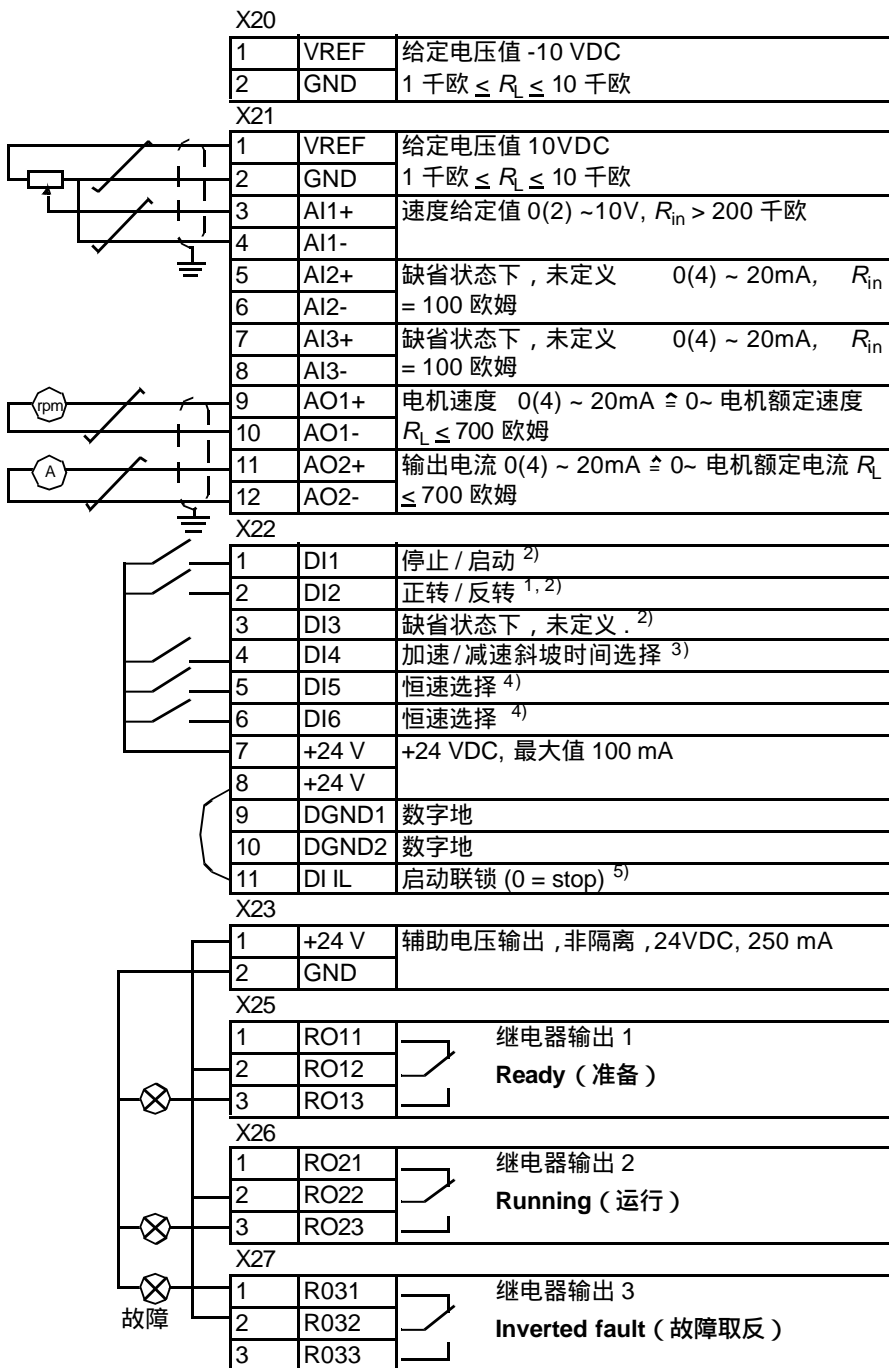 X20
1 VREF 给定电压值 -10 VDC
2 GND 1 千欧 ≤ RL ≤ 10 千欧
X21
1 VREF 给定电压值 10VDC
2 GND 1 千欧 ≤ RL ≤ 10 千欧
3 AI1+ 速度给定值 0(2) ~10V, Rin > 200 千欧
4 AI1-
5 AI2+ 缺省状态下，未定义 0(4) ~ 20mA, Rin
6 AI2- = 100 欧姆
7 AI3+ 缺省状态下，未定义 0(4) ~ 20mA, Rin
8 AI3- = 100 欧姆
rpm 9 AO1+ 电机速度 0(4) ~ 20mA ≙ 0~ 电机额定速度
10 AO1- RL ≤ 700 欧姆
A 11 AO2+ 输出电流 0(4) ~ 20mA ≙ 0~ 电机额定电流 RL
12 AO2- ≤ 700 欧姆
X22
1 DI1 停止 / 启动 2)
2 DI2 正转 / 反转 1, 2)
3 DI3 缺省状态下，未定义 . 2)
4 DI4 加速/减速斜坡时间选择 3)
5 DI5 恒速选择 4)
6 DI6 恒速选择 4)
7 +24 V +24 VDC, 最大值 100 mA
8 +24 V
9 DGND1 数字地
10 DGND2 数字地
11 DI IL 启动联锁 (0 = stop) 5)
X23
1 +24 V 辅助电压输出 ,非隔离 ,24VDC, 250 mA
2 GND
X25
1 RO11 继电器输出 1
2 RO12 Ready（准备）
3 RO13
X26
1 RO21 继电器输出 2
2 RO22 Running（运行）
3 RO23
X27
1 R031 继电器输出 3
故障 2 R032 Inverted fault（故障取反）
3 R033